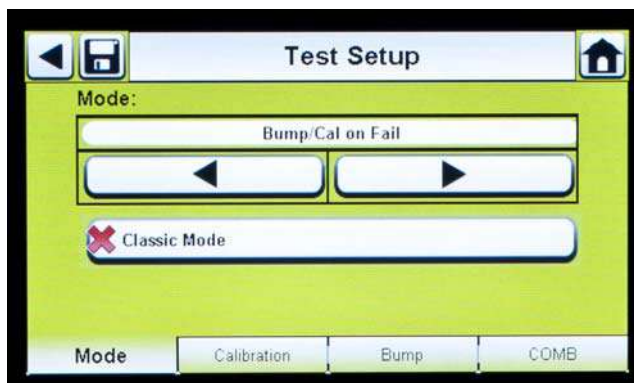 Test Setup
Mode:
Bump/Cal on Fail
Classic Mode
Mode Calibration Bump COMB